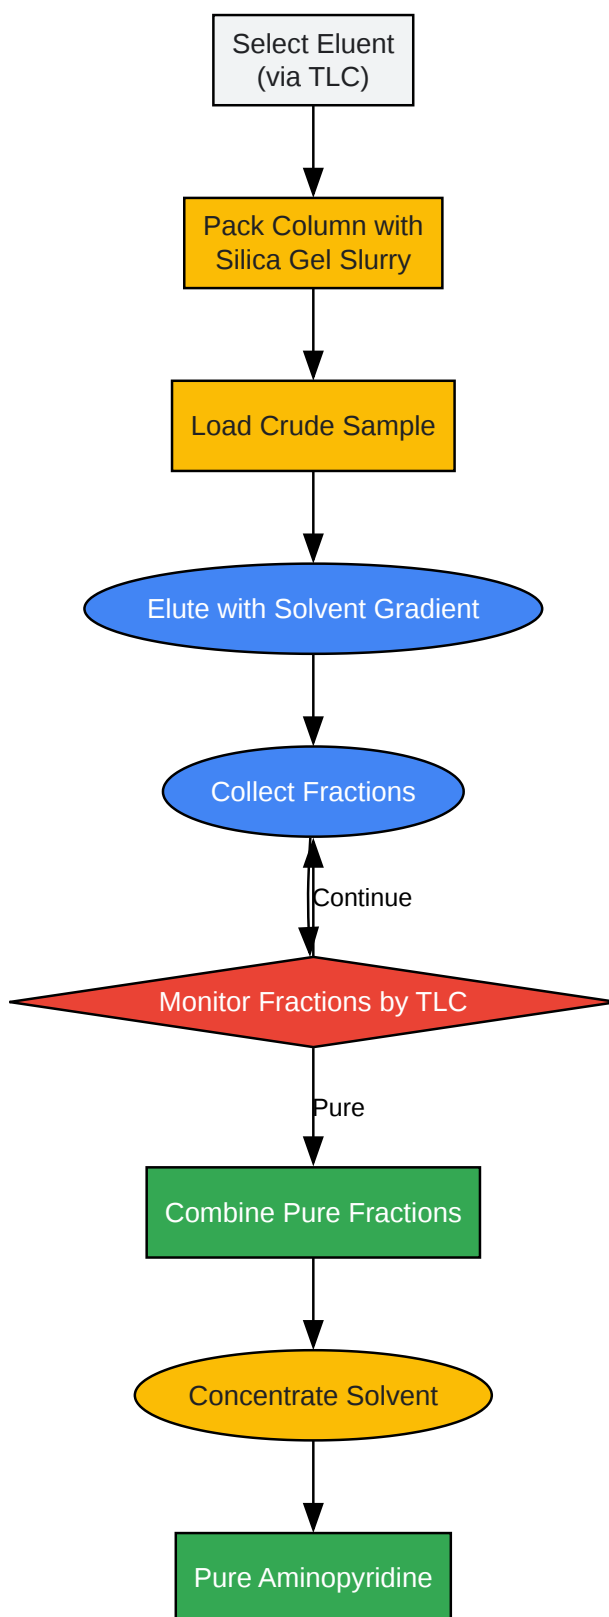 Select Eluent
(via TLC)
Pack Column with
Silica Gel Slurry
Load Crude Sample
Elute with Solvent Gradient
Collect Fractions
Continue
Monitor Fractions by TLC
Pure
Combine Pure Fractions
Concentrate Solvent
Pure Aminopyridine